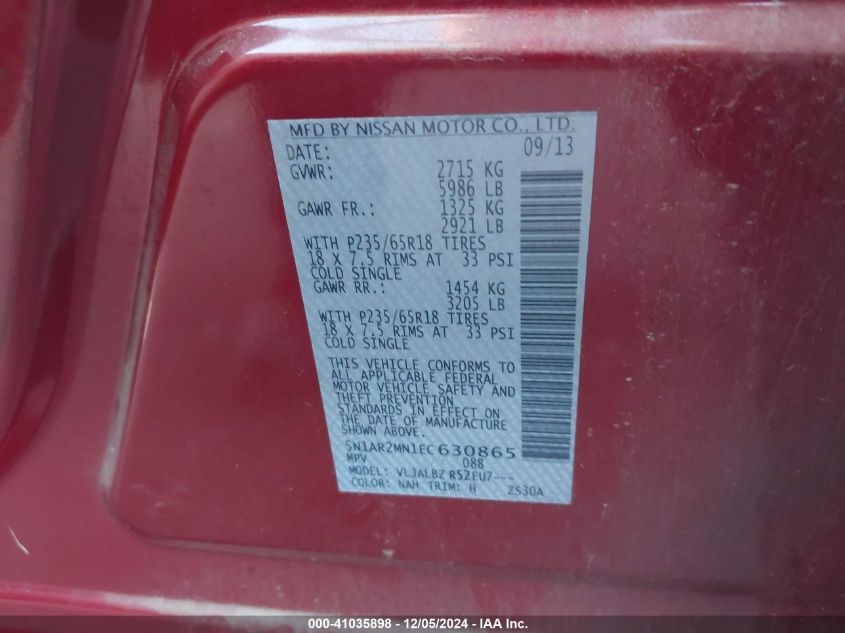 MFD BY NISSAN MOTOR CO., LTD.
DATE: 09/13
GVWR: 2715 KG
5986 LB
GAWR FR.: 1325 KG
2921 LB
WITH P235/65R18 TIRES
18 X 7.5 RIMS AT 33 PSI
COLD SINGLE
GAWR RR.: 1454 KG
3205 LB
WITH P235/65R18 TIRES
18 X 7.5 RIMS AT 33 PSI
COLD SINGLE
THIS VEHICLE CONFORMS TO
ALL APPLICABLE FEDERAL
MOTOR VEHICLE SAFETY AND
THEFT PREVENTION
STANDARDS IN EFFECT ON
THE DATE OF MANUFACTURE
SHOWN ABOVE.
5N1AR2MN1EC630865
MPV 088
MODEL: VLJALBZ R52EU7---
COLOR: NAH TRIM: H ZS30A
000-41035898 - 12/05/2024 - IAA Inc.